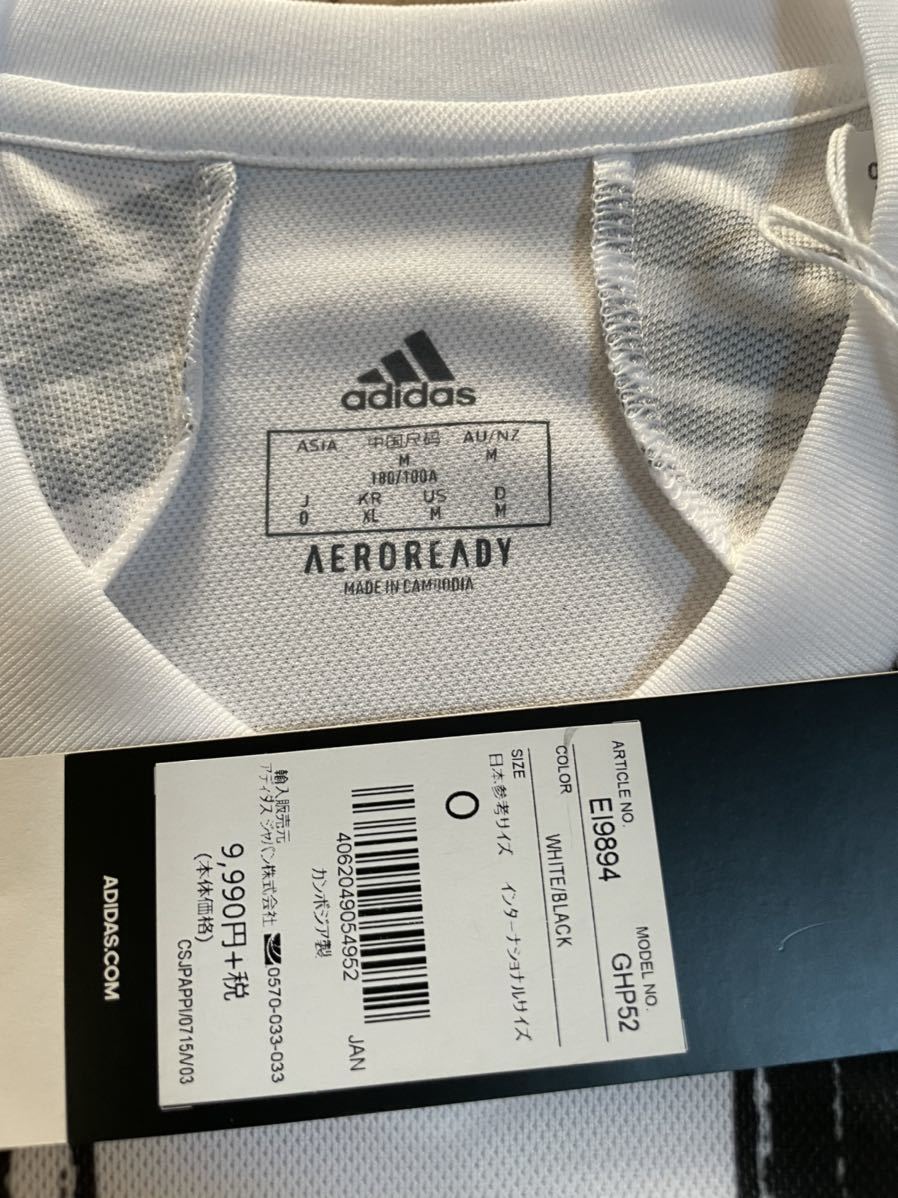 adidas
ASIA 中国尺码 AU/NZ
M M
180/100A
J KR US D
O XL M M
AEROREADY
MADE IN CAMBODIA
ARTICLE NO. MODEL NO.
EI9894 GHP52
COLOR WHITE/BLACK
SIZE
日本参考サイズ インターナショナルサイズ
O
4062049054952 JAN
カンボジア製
輸入販売元
アディダス ジャパン株式会社 0570-033-033
9,990円+税
(本体価格)
CSJPAPPI/0715/V03
ADIDAS.COM